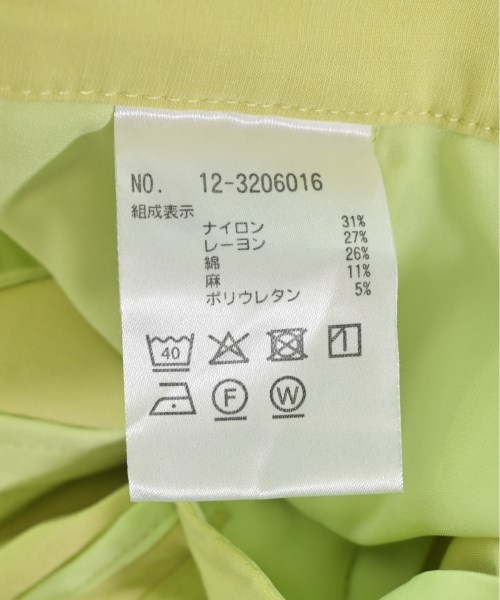 NO. 12-3206016
組成表示
ナイロン 31%
レーヨン 27%
綿 26%
麻 11%
ポリウレタン 5%
40
F W